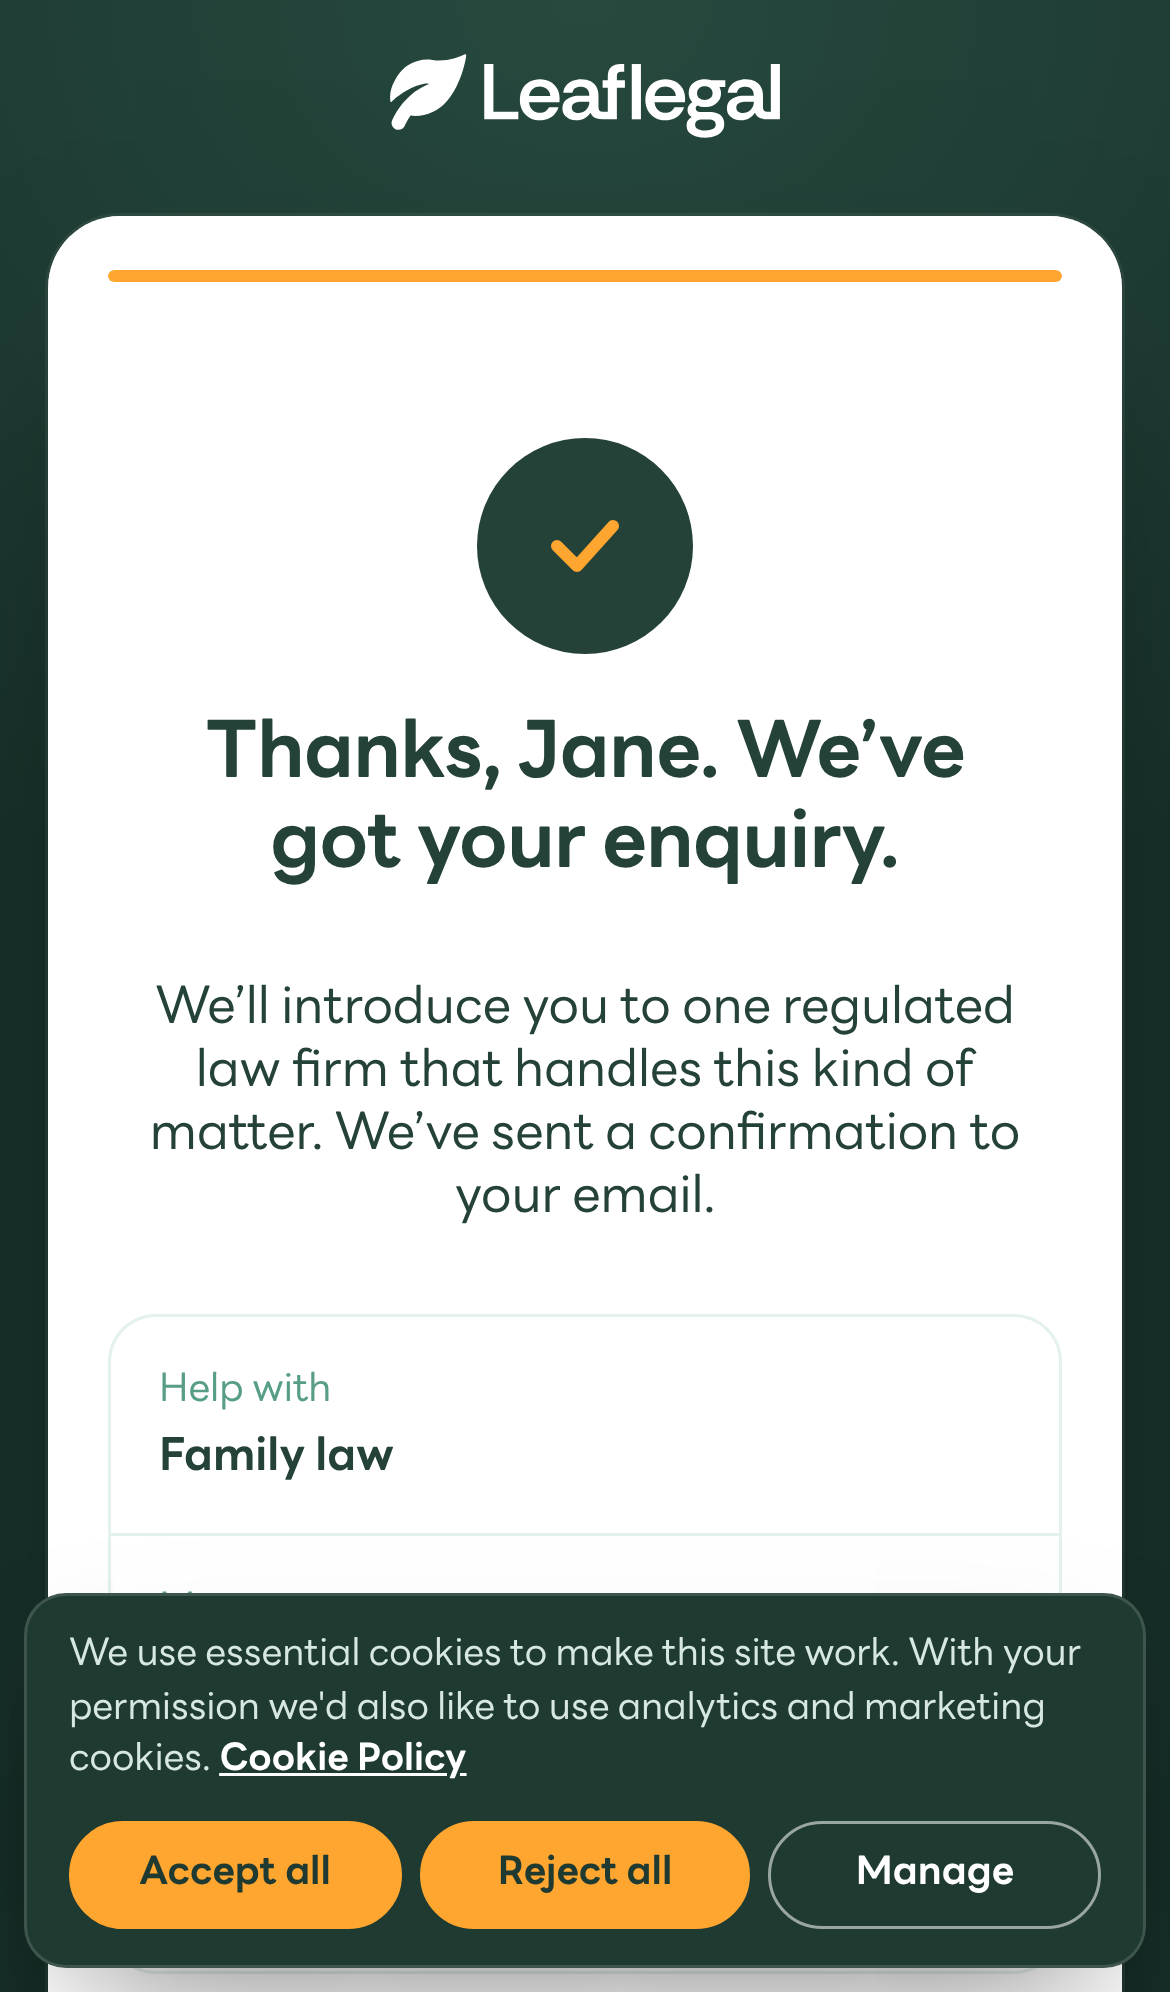 Leaflegal
Thanks, Jane. We’ve
got your enquiry.
We’ll introduce you to one regulated
law firm that handles this kind of
matter. We’ve sent a confirmation to
your email.
Help with
Family law
We use essential cookies to make this site work. With your
permission we'd also like to use analytics and marketing
cookies. Cookie Policy
Accept all
Reject all
Manage